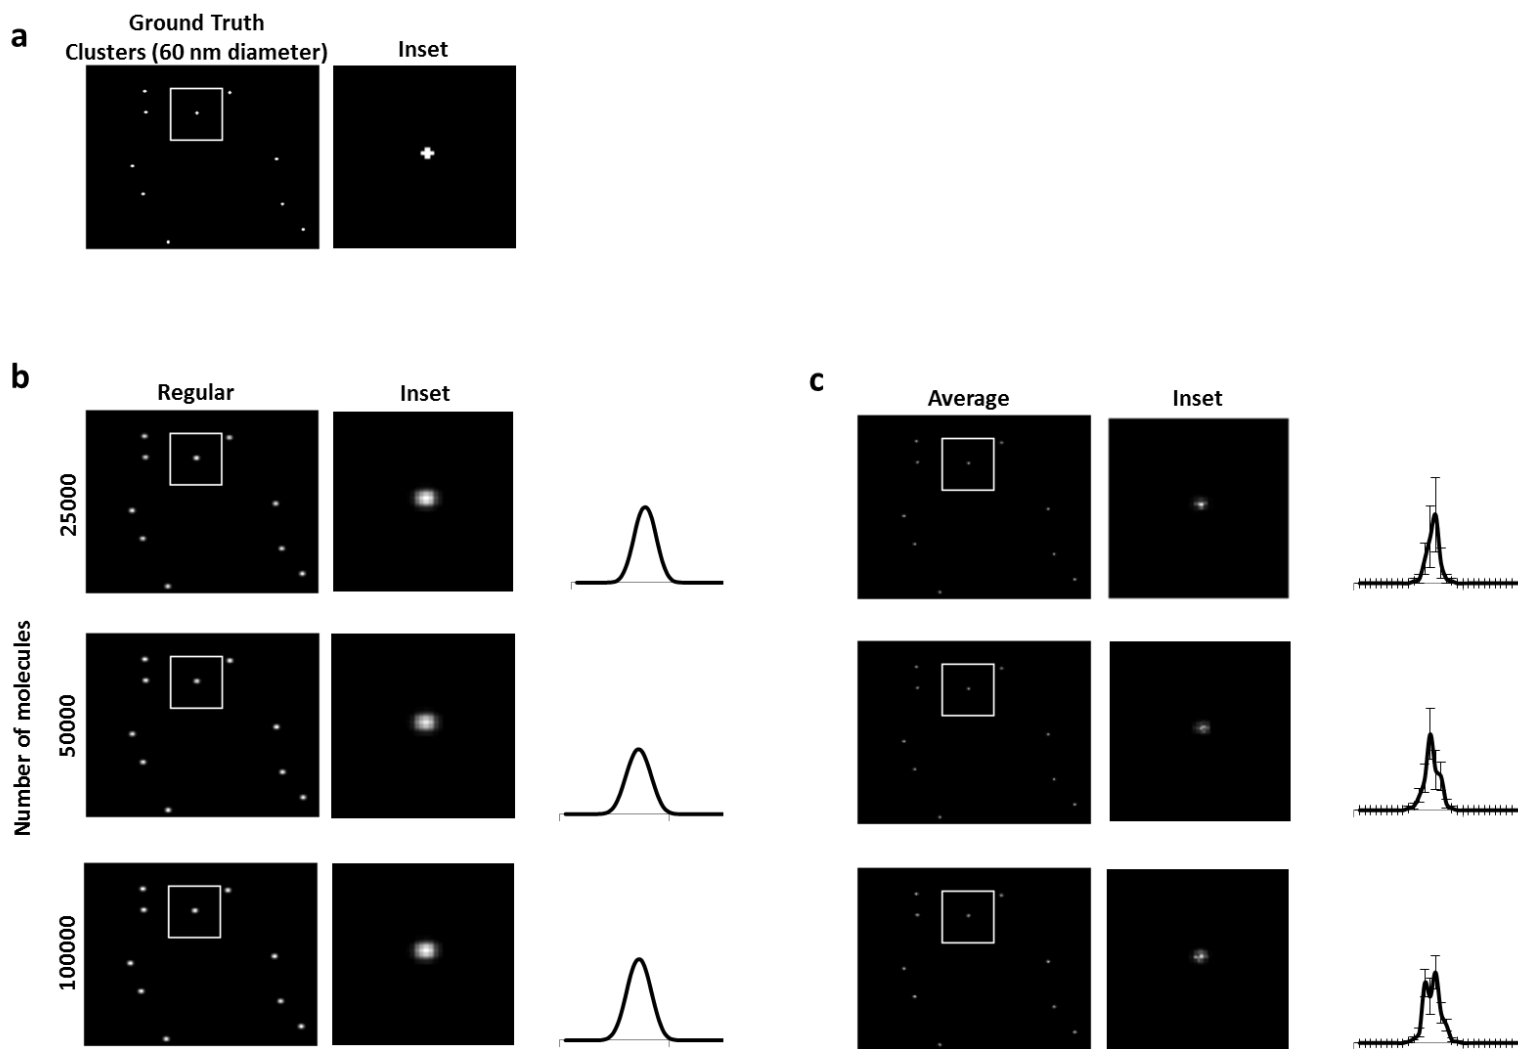 a
Ground Truth
Clusters (60 nm diameter)
Inset
b
Regular
Inset
c
Average
Inset
Number of molecules
25000
50000
100000